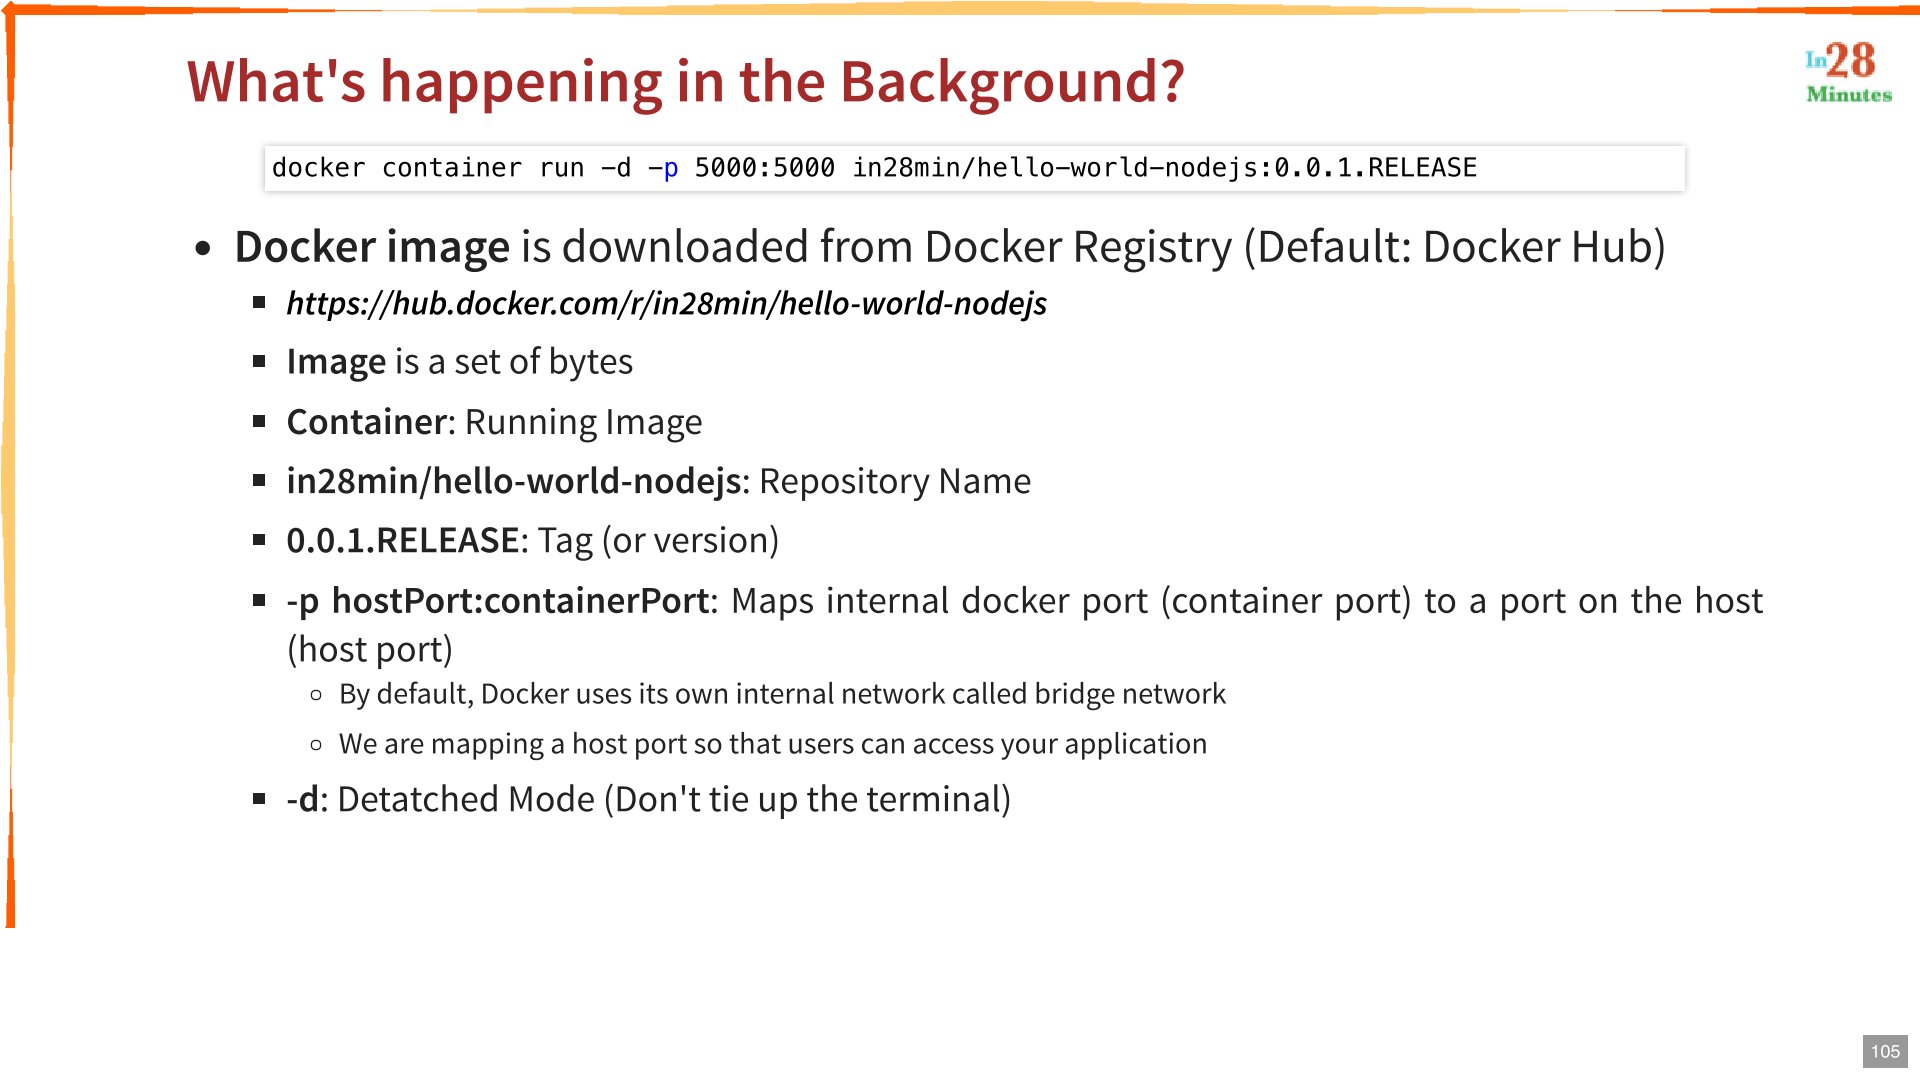 What's happening in the Background?
In28
Minutes
docker container run -d -p 5000:5000 in28min/hello-world-nodejs:0.0.1.RELEASE
• Docker image is downloaded from Docker Registry (Default: Docker Hub)
▪ https://hub.docker.com/r/in28min/hello-world-nodejs
▪ Image is a set of bytes
▪ Container: Running Image
▪ in28min/hello-world-nodejs: Repository Name
▪ 0.0.1.RELEASE: Tag (or version)
▪ -p hostPort:containerPort: Maps internal docker port (container port) to a port on the host
(host port)
○ By default, Docker uses its own internal network called bridge network
○ We are mapping a host port so that users can access your application
▪ -d: Detatched Mode (Don't tie up the terminal)
105